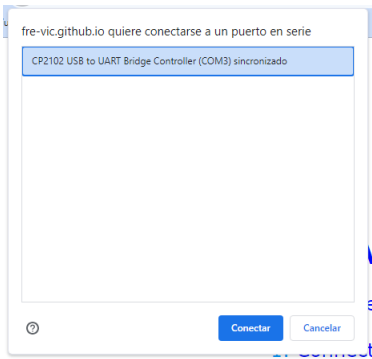 fre-vic.github.io quiere conectarse a un puerto en serie
CP2102 USB to UART Bridge Controller (COM3) sincronizado
Conectar
Cancelar